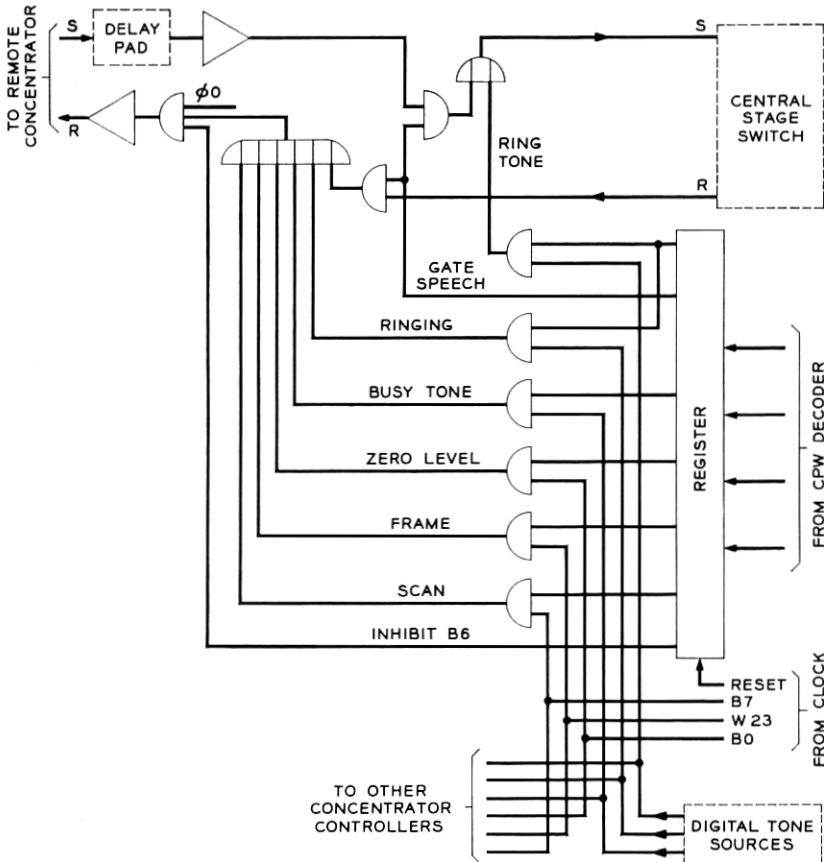 TO REMOTE
CONCENTRATOR
S
DELAY
PAD
R
φ0
S
CENTRAL
STAGE
SWITCH
RING
TONE
R
GATE
SPEECH
RINGING
BUSY TONE
ZERO LEVEL
FRAME
SCAN
INHIBIT B6
REGISTER
FROM CPW DECODER
RESET
B7
W 23
B0
FROM CLOCK
TO OTHER
CONCENTRATOR
CONTROLLERS
DIGITAL TONE
SOURCES